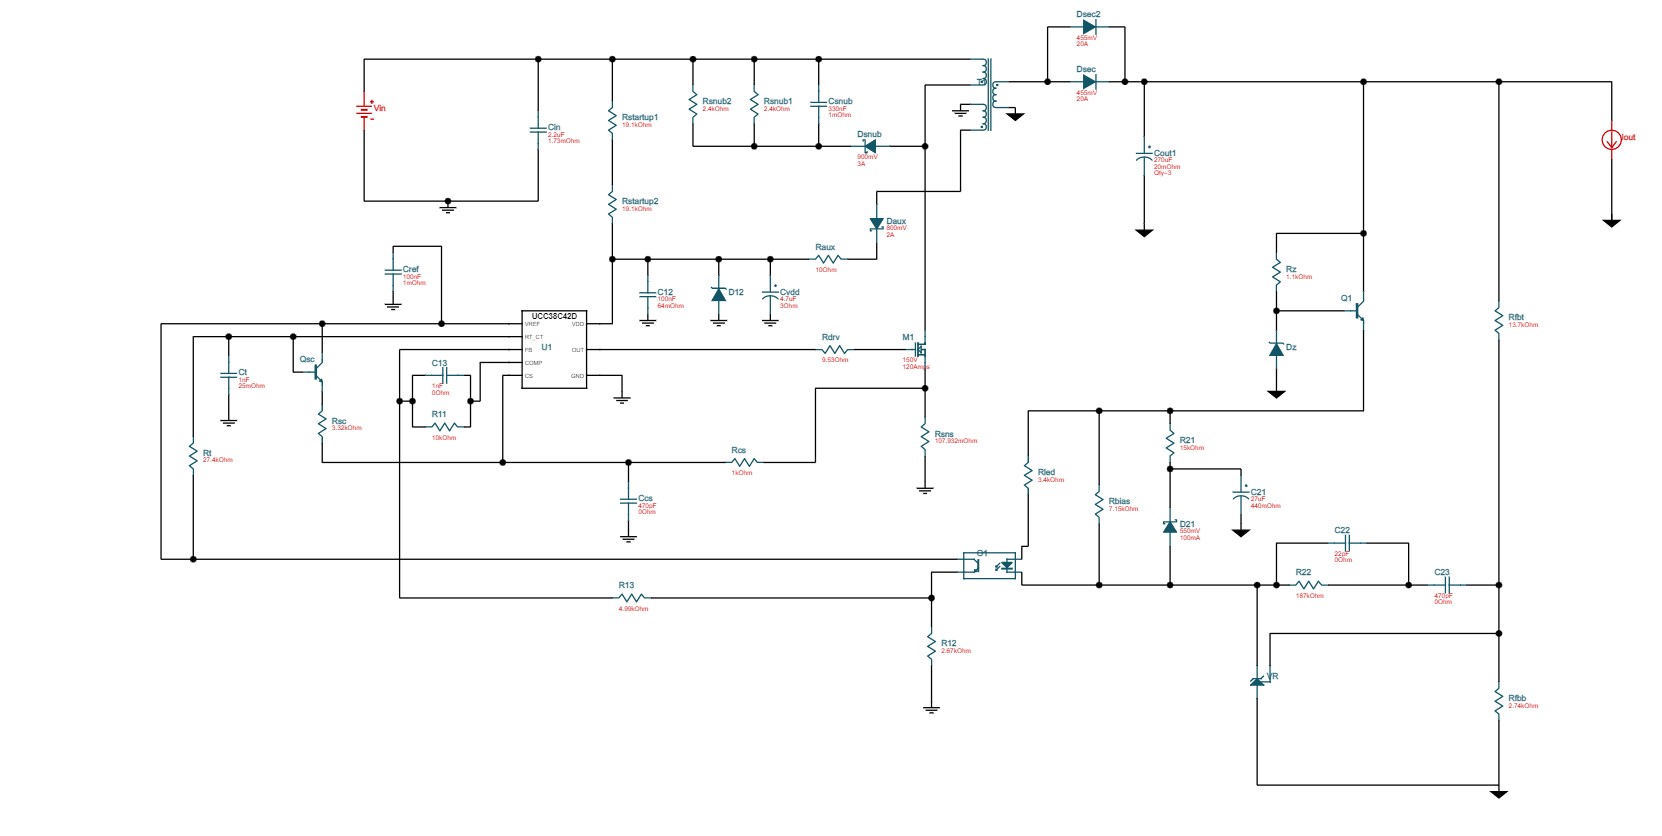 Dsec2
455mV
20A
Dsec
455mV
20A
Vin
Cin
2.2uF
1.73mOhm
Rstartup1
19.1kOhm
Rsnub2
2.4kOhm
Rsnub1
2.4kOhm
Csnub
330nF
1mOhm
Dsnub
900mV
3A
Cout1
270uF
20mOhm
Qty=3
Iout
Rstartup2
19.1kOhm
Daux
800mV
2A
Raux
10Ohm
Cref
100nF
1mOhm
C12
100nF
64mOhm
D12
Cvdd
4.7uF
3Ohm
Rz
1.1kOhm
Q1
Dz
Rfbt
13.7kOhm
UCC38C42D
VREF
VDD
RT_CT
FB
U1
OUT
COMP
CS
GND
Rdrv
9.53Ohm
M1
150V
120Amps
Ct
1nF
25mOhm
Qsc
C13
1nF
0Ohm
R11
10kOhm
Rsc
3.32kOhm
Rt
27.4kOhm
Rcs
1kOhm
Rsns
107.932mOhm
Ccs
470pF
0Ohm
Rled
3.4kOhm
Rbias
7.15kOhm
R21
15kOhm
C21
27uF
440mOhm
D21
550mV
100mA
O1
C22
22pF
0Ohm
R22
187kOhm
C23
470pF
0Ohm
R13
4.99kOhm
R12
2.67kOhm
VR
Rfbb
2.74kOhm